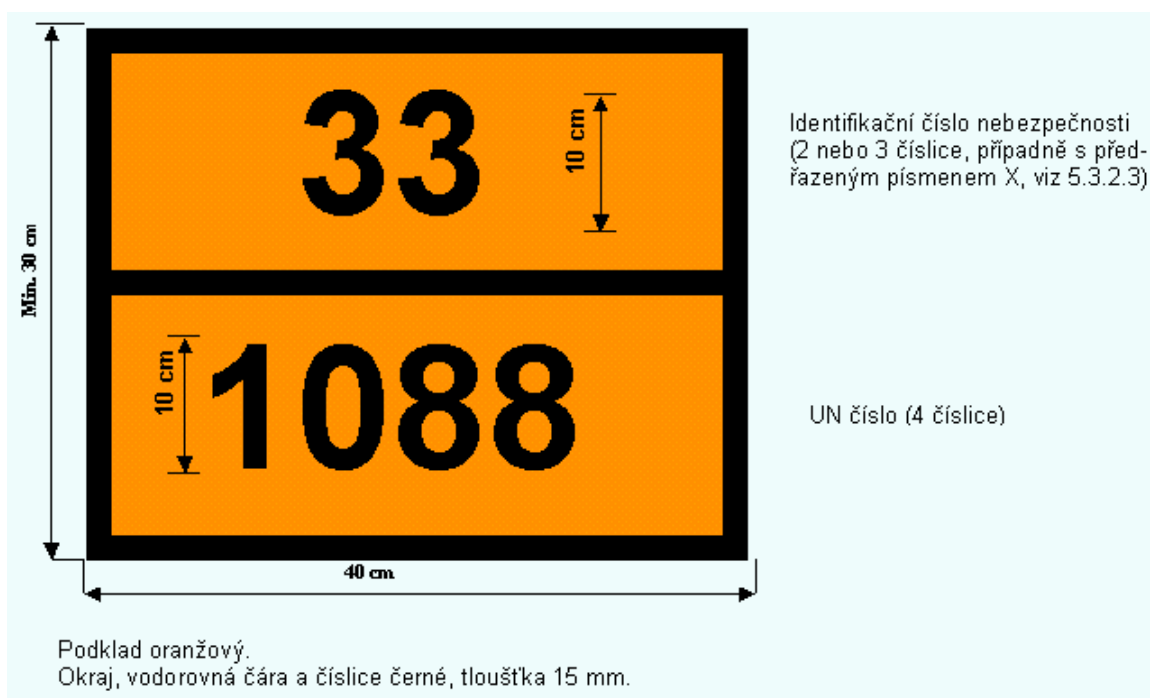 33
10 cm
Identifikační číslo nebezpečnosti
(2 nebo 3 číslice, případně s před-
řazeným písmenem X, viz 5.3.2.3)
Min. 30 cm
10 cm
1088
UN číslo (4 číslice)
40 cm
Podklad oranžový.
Okraj, vodorovná čára a číslice černé, tloušťka 15 mm.